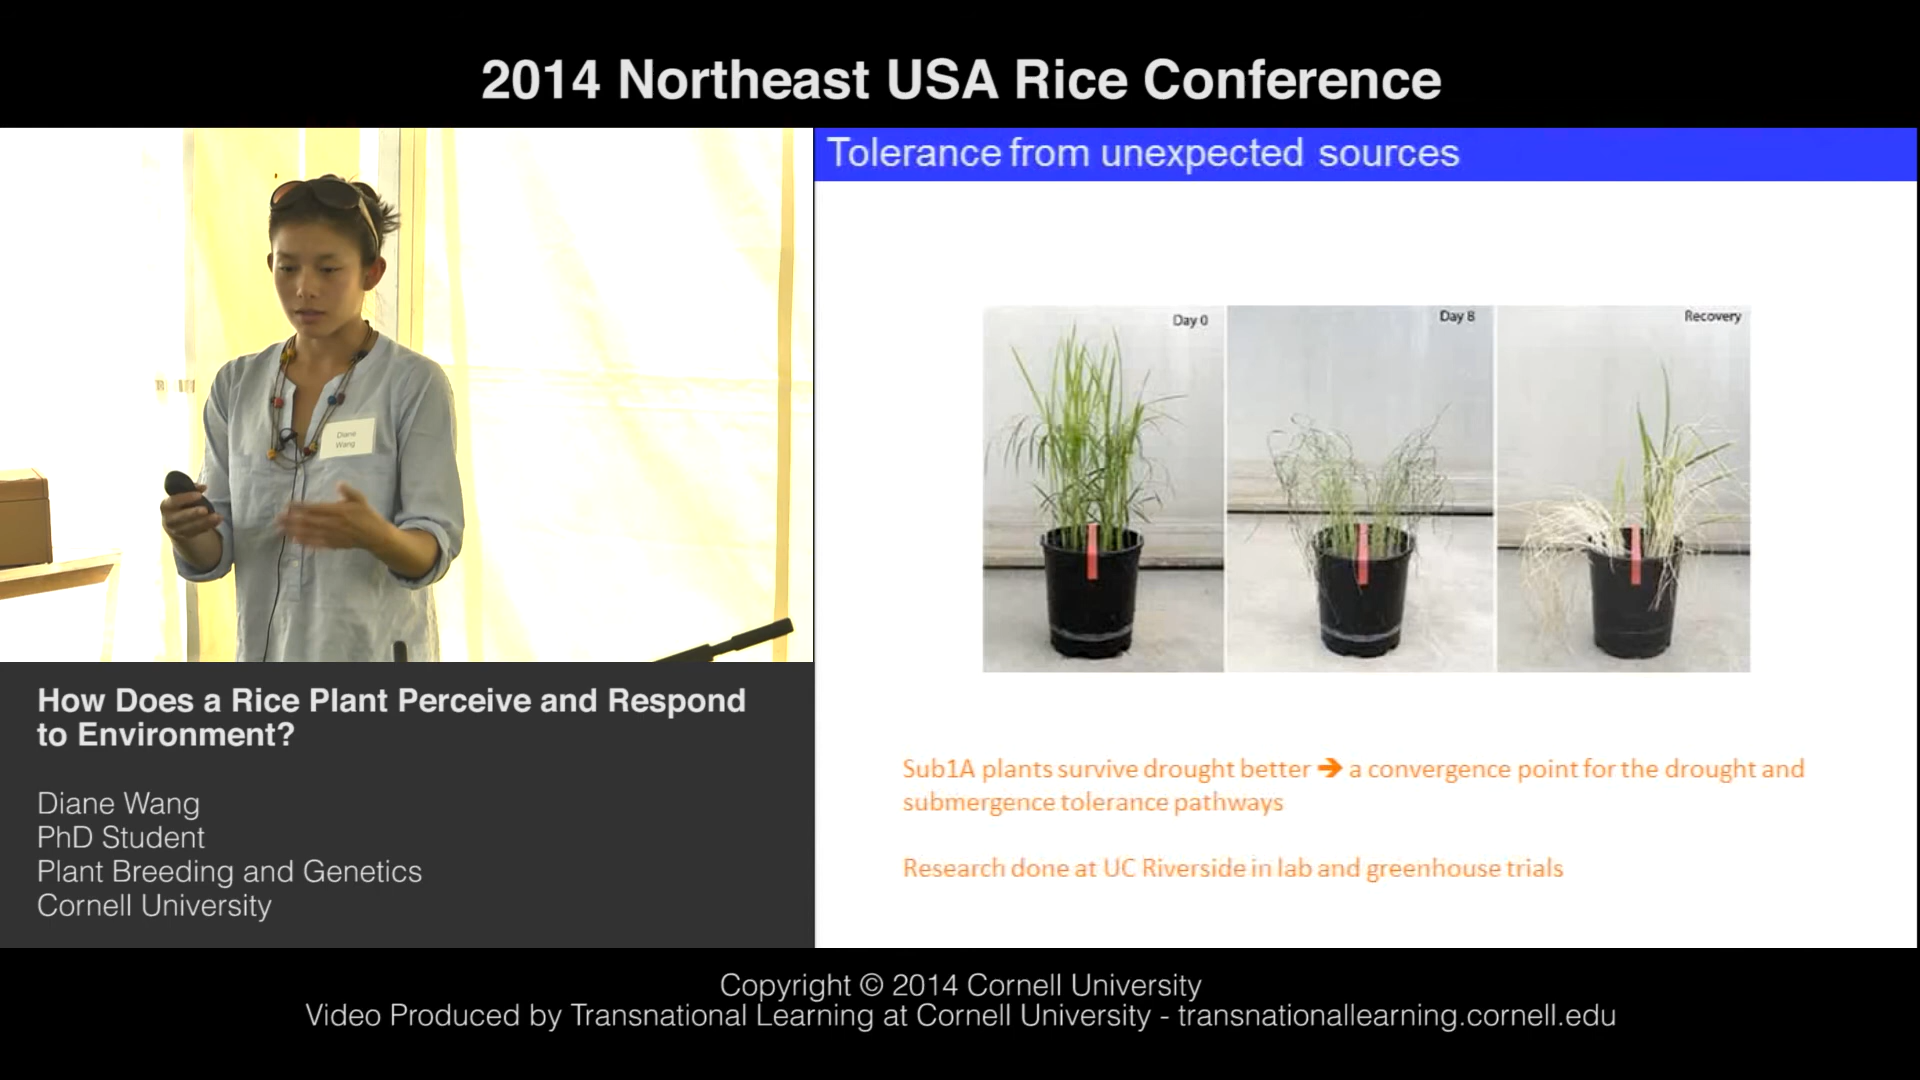 2014 Northeast USA Rice Conference
Diane
Wang
Tolerance from unexpected sources
Day 0
Day 8
Recovery
Sub1A plants survive drought better ➔ a convergence point for the drought and
submergence tolerance pathways
Research done at UC Riverside in lab and greenhouse trials
How Does a Rice Plant Perceive and Respond
to Environment?
Diane Wang
PhD Student
Plant Breeding and Genetics
Cornell University
Copyright © 2014 Cornell University
Video Produced by Transnational Learning at Cornell University - transnationallearning.cornell.edu